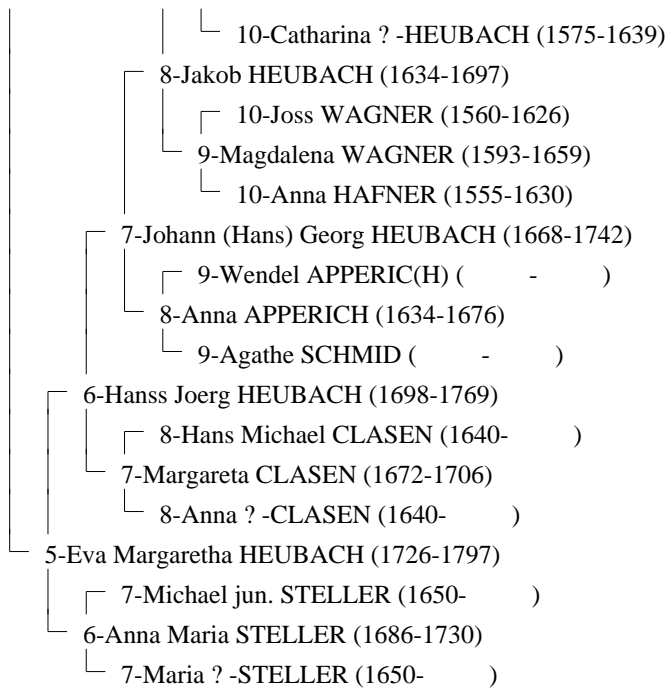 10-Catharina ? -HEUBACH (1575-1639)
8-Jakob HEUBACH (1634-1697)
10-Joss WAGNER (1560-1626)
9-Magdalena WAGNER (1593-1659)
10-Anna HAFNER (1555-1630)
7-Johann (Hans) Georg HEUBACH (1668-1742)
9-Wendel APPERIC(H) ( - )
8-Anna APPERICH (1634-1676)
9-Agathe SCHMID ( - )
6-Hanss Joerg HEUBACH (1698-1769)
8-Hans Michael CLASEN (1640- )
7-Margareta CLASEN (1672-1706)
8-Anna ? -CLASEN (1640- )
5-Eva Margaretha HEUBACH (1726-1797)
7-Michael jun. STELLER (1650- )
6-Anna Maria STELLER (1686-1730)
7-Maria ? -STELLER (1650- )